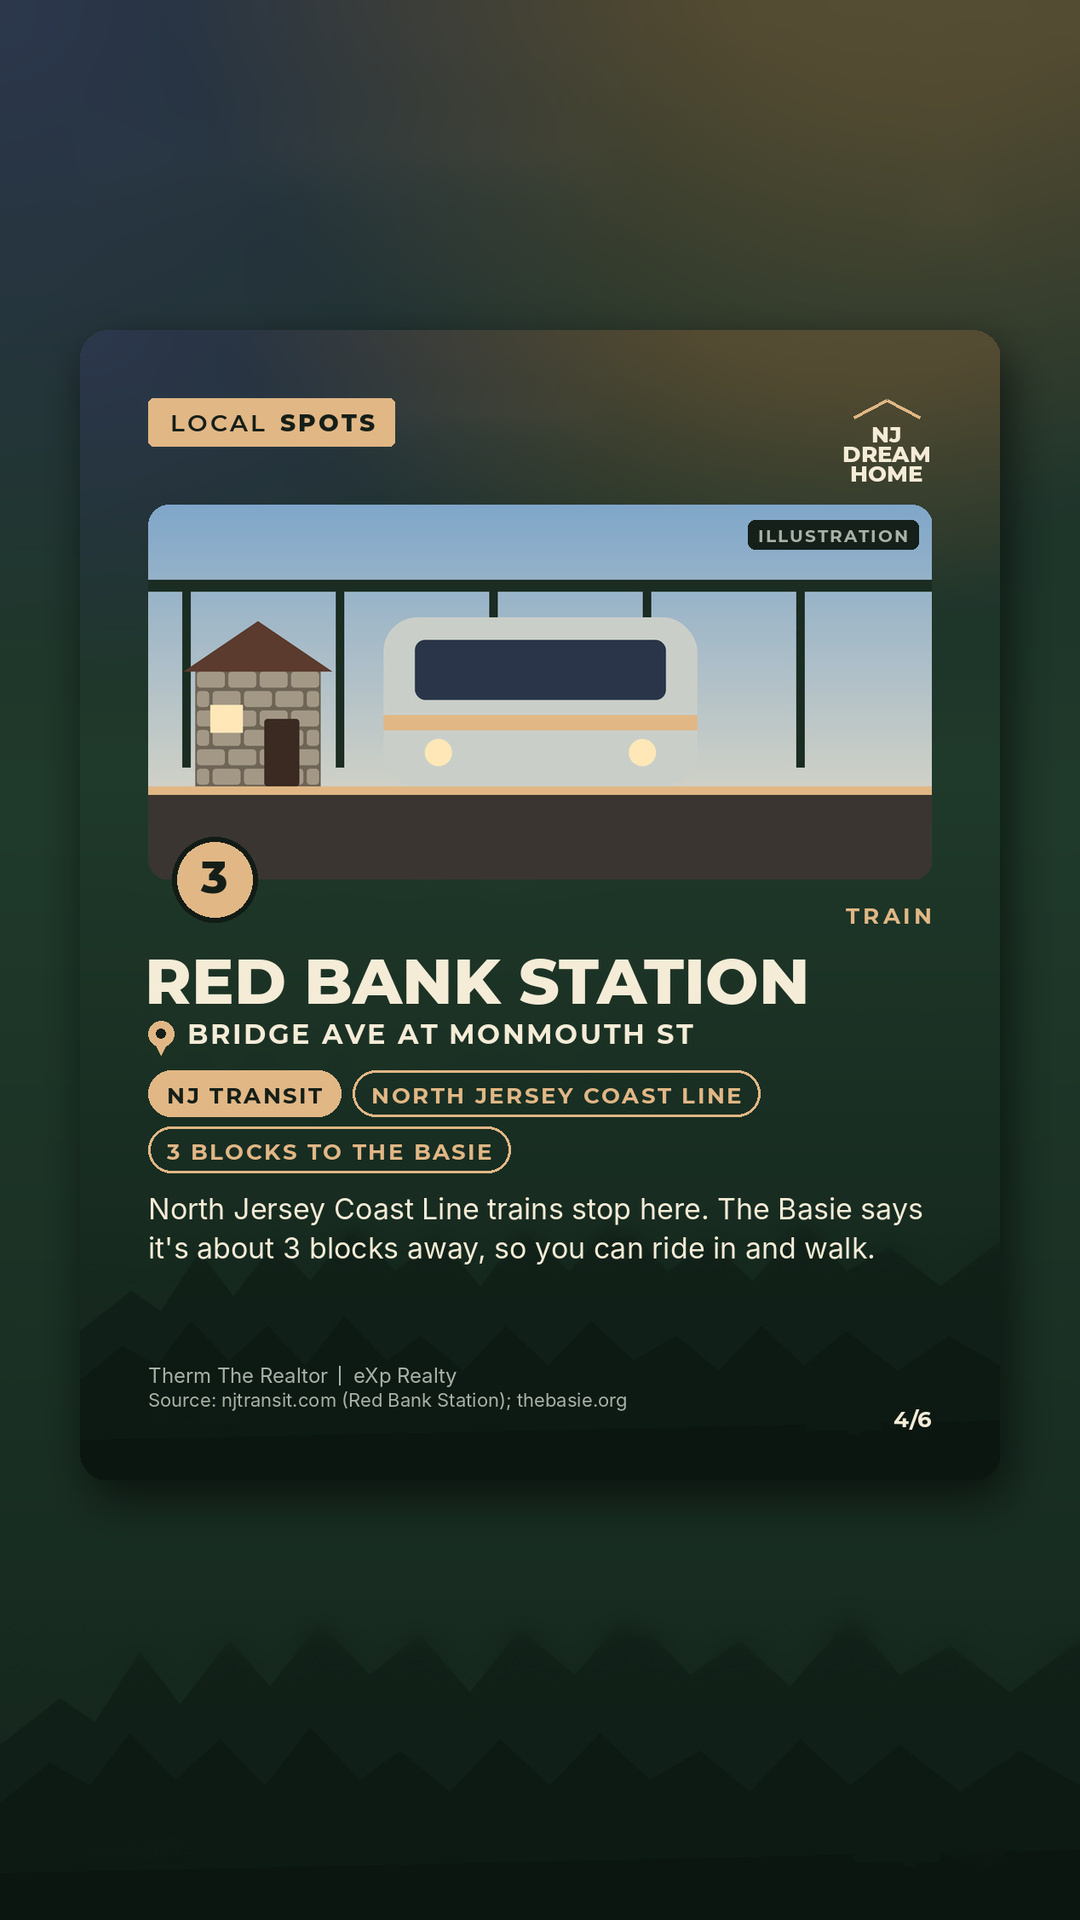 LOCAL SPOTS
NJ
DREAM
HOME
ILLUSTRATION
3
TRAIN
RED BANK STATION
BRIDGE AVE AT MONMOUTH ST
NJ TRANSIT
NORTH JERSEY COAST LINE
3 BLOCKS TO THE BASIE
North Jersey Coast Line trains stop here. The Basie says
it's about 3 blocks away, so you can ride in and walk.
Therm The Realtor | eXp Realty
Source: njtransit.com (Red Bank Station); thebasie.org
4/6